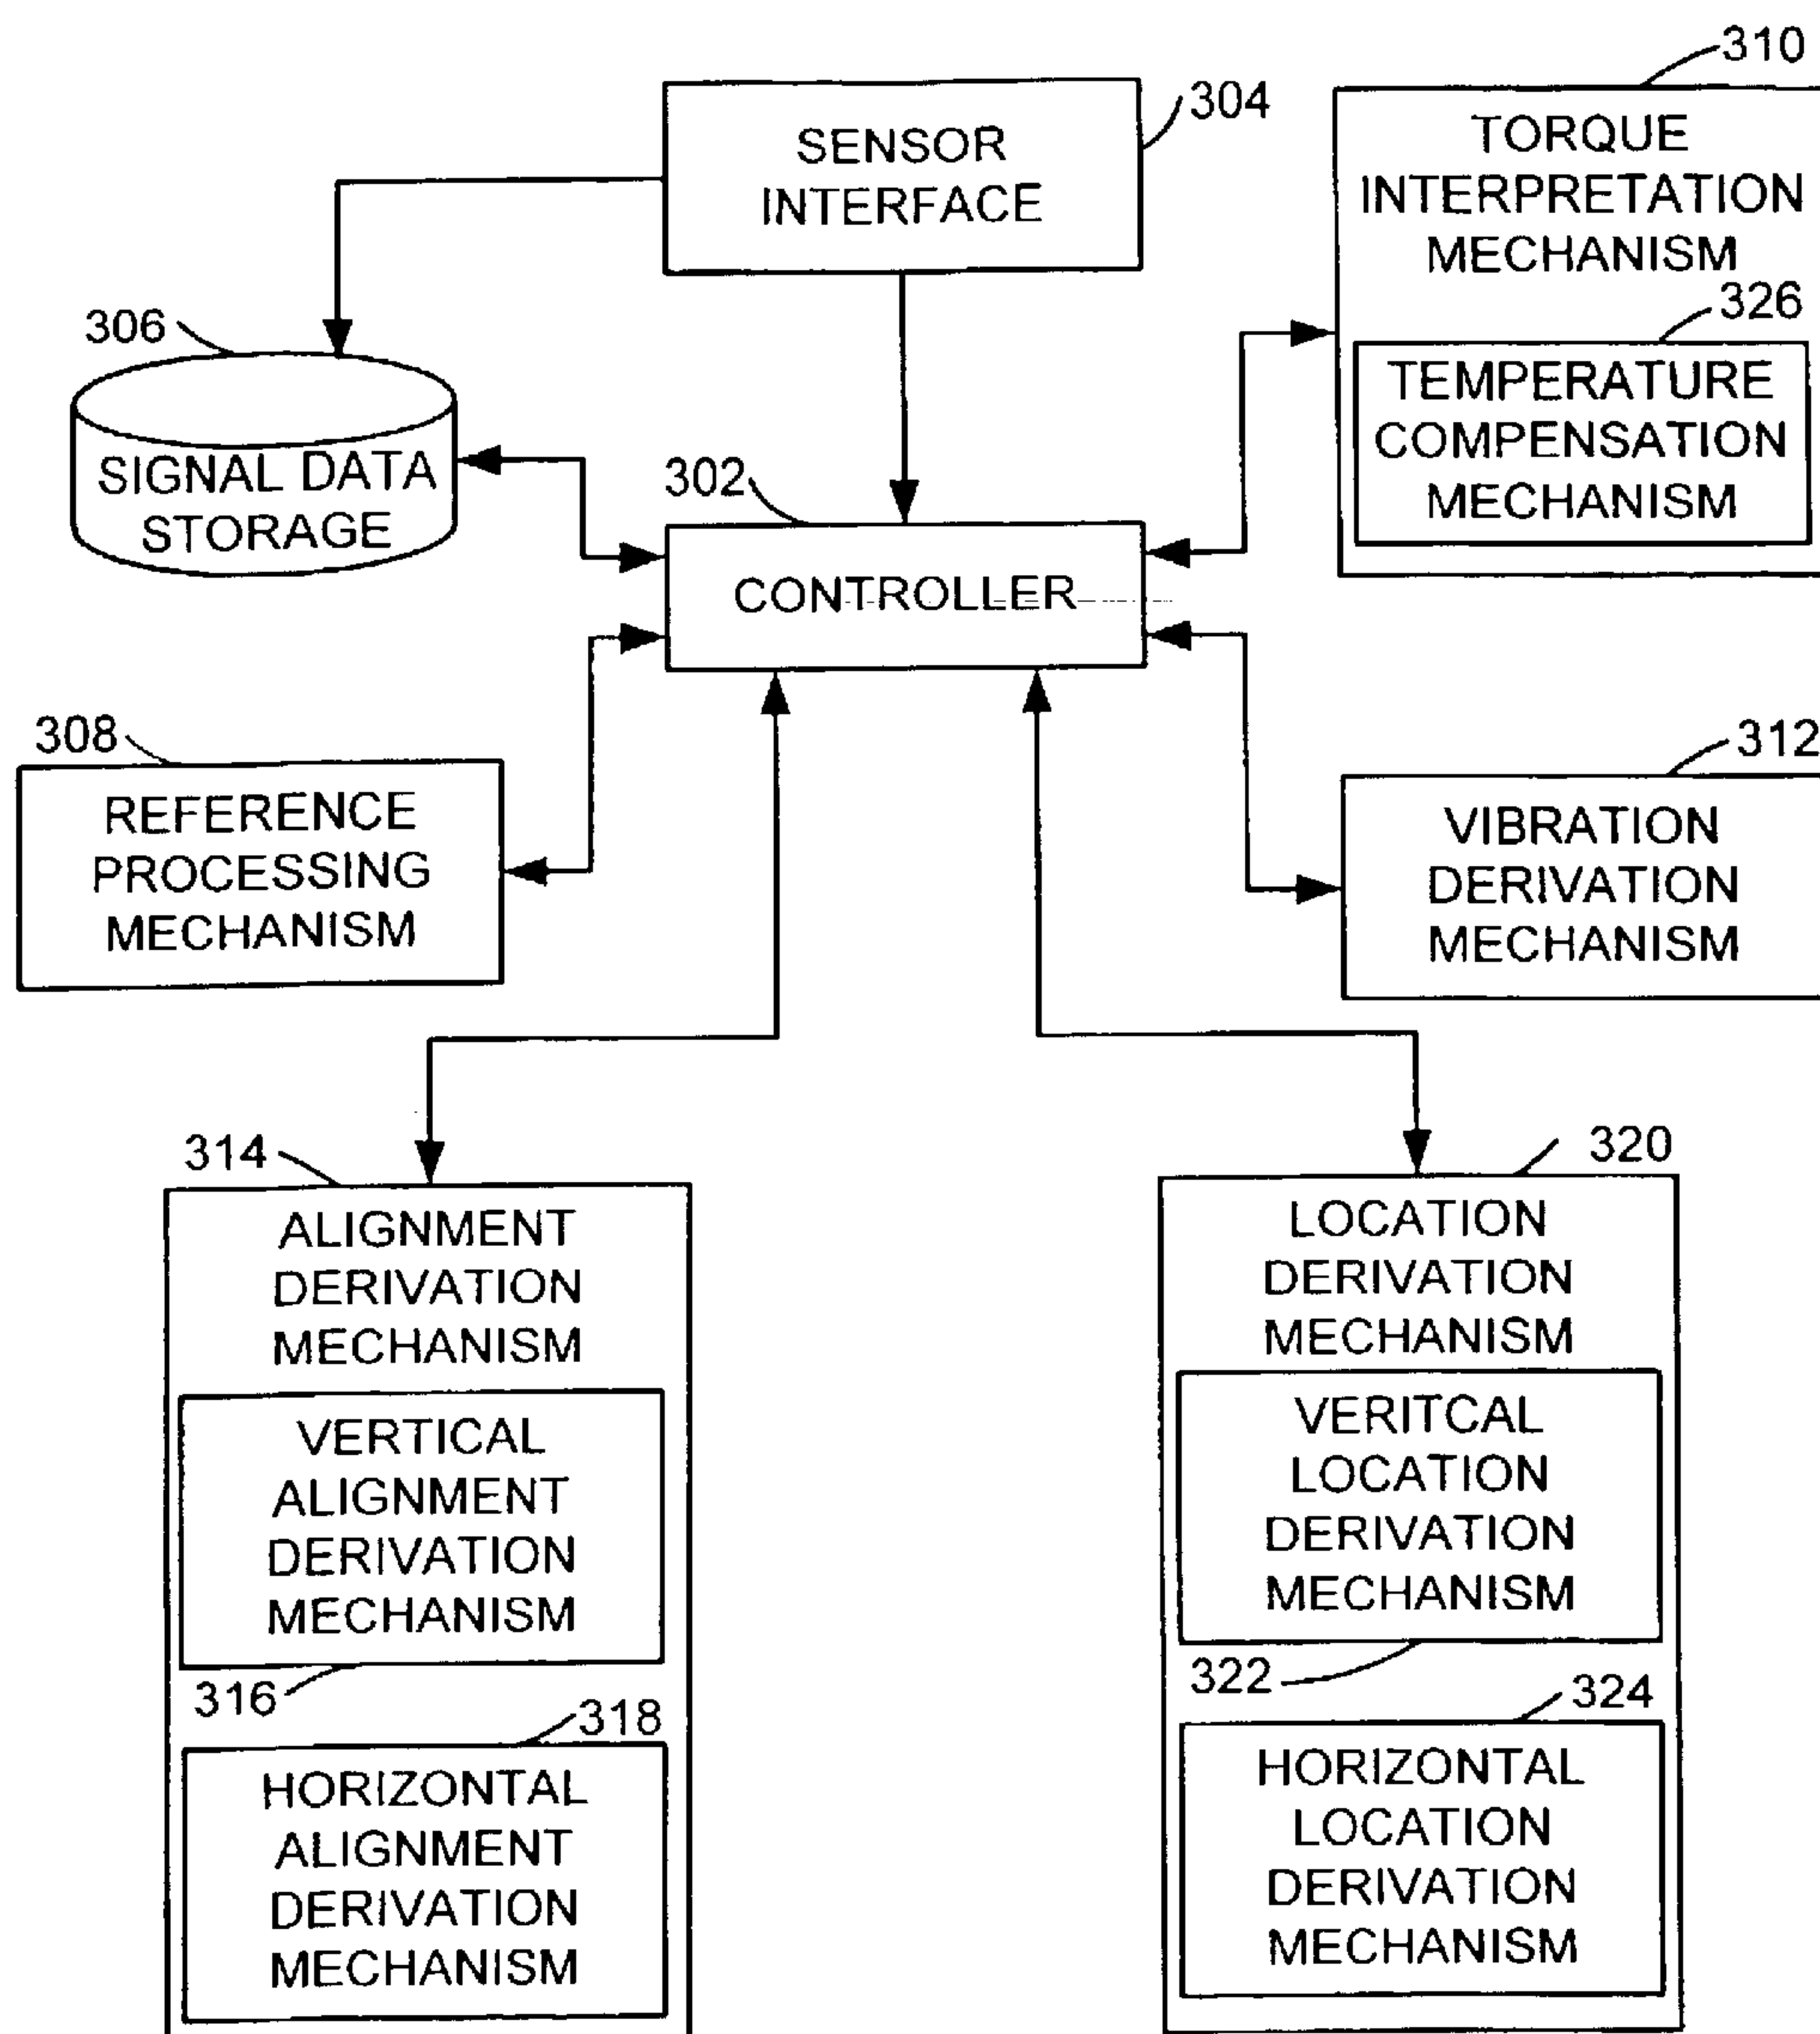 310
304
SENSOR
INTERFACE
TORQUE
INTERPRETATION
MECHANISM
326
TEMPERATURE
COMPENSATION
MECHANISM
306
SIGNAL DATA
STORAGE
302
CONTROLLER
308
REFERENCE
PROCESSING
MECHANISM
312
VIBRATION
DERIVATION
MECHANISM
314
ALIGNMENT
DERIVATION
MECHANISM
VERTICAL
ALIGNMENT
DERIVATION
MECHANISM
316
318
HORIZONTAL
ALIGNMENT
DERIVATION
MECHANISM
320
LOCATION
DERIVATION
MECHANISM
VERITCAL
LOCATION
DERIVATION
MECHANISM
322
324
HORIZONTAL
LOCATION
DERIVATION
MECHANISM